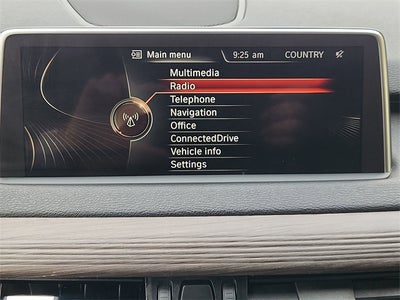 Main menu 9:25 am COUNTRY
Multimedia
Radio
Telephone
Navigation
Office
ConnectedDrive
Vehicle info
Settings